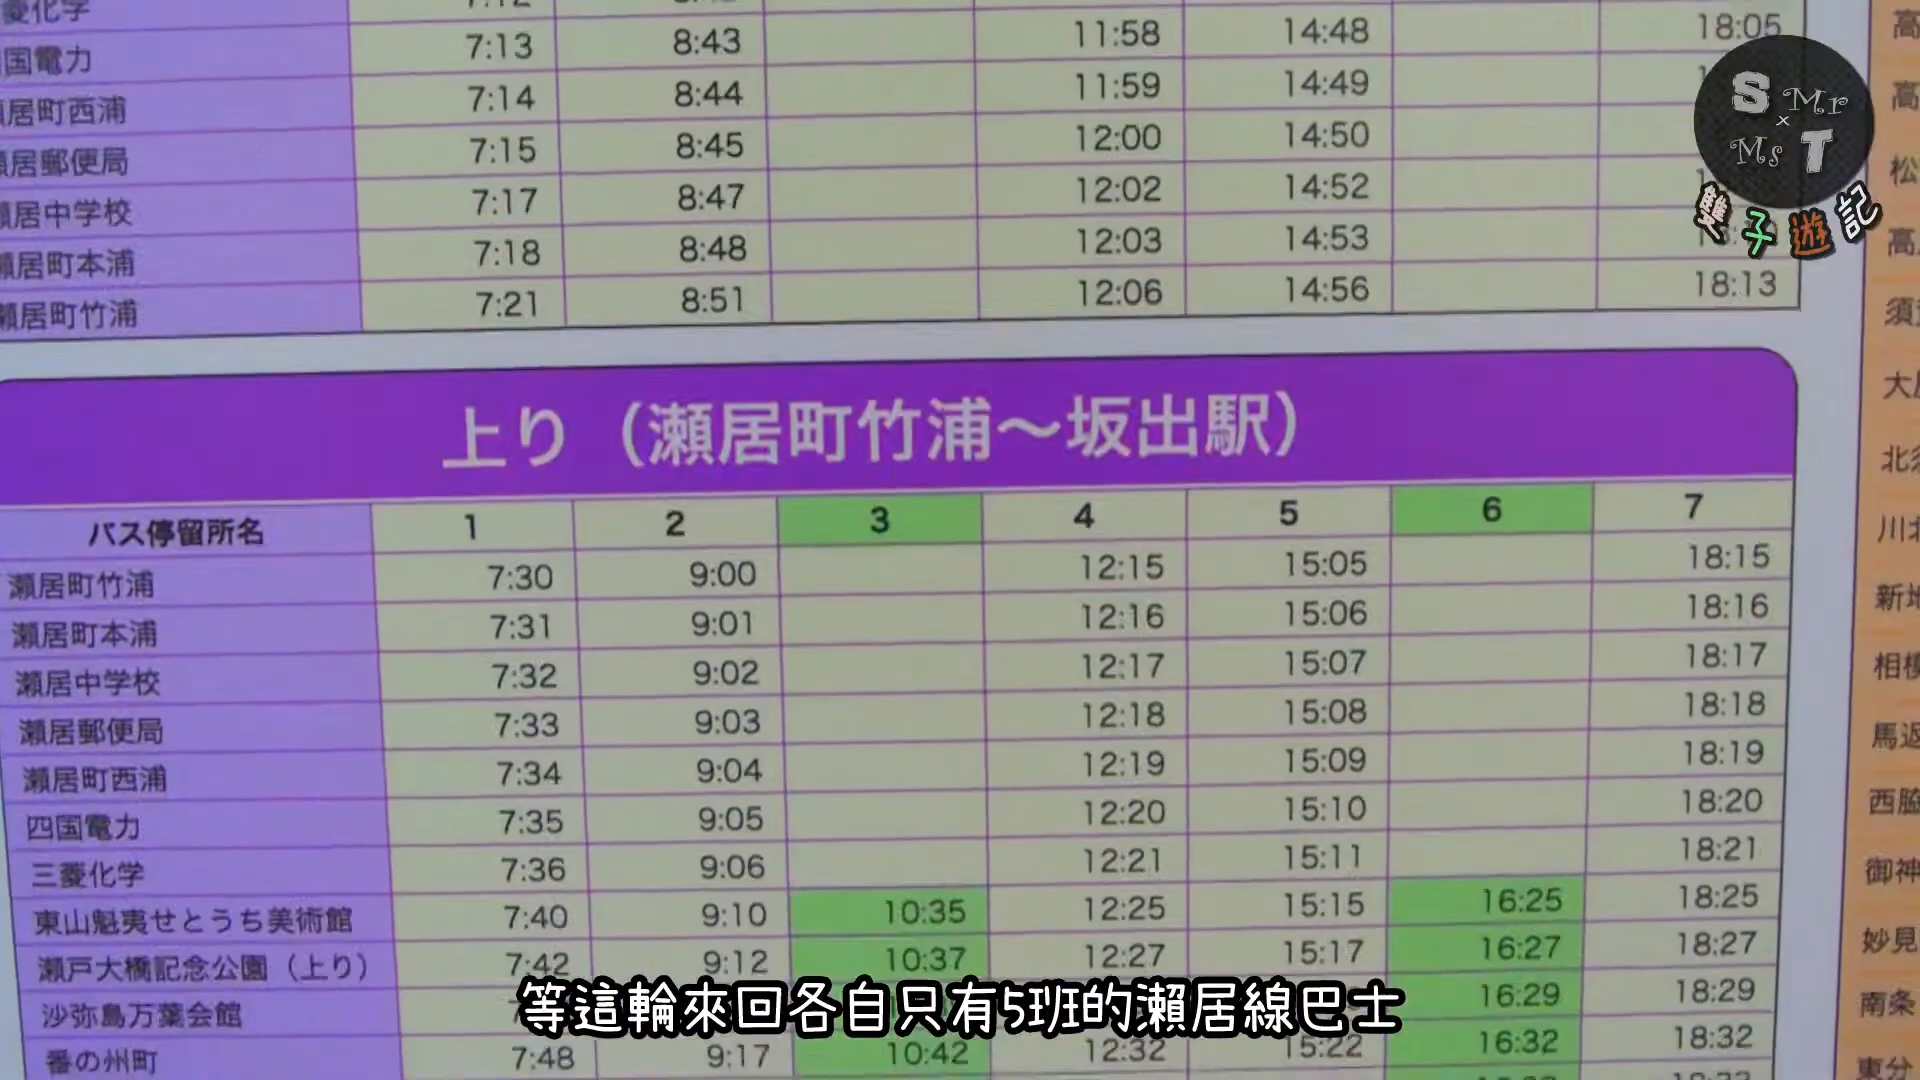 7:13 8:43 11:58 14:48 18:05
国電力
7:14 8:44 11:59 14:49
居町西浦
7:15 8:45 12:00 14:50
居郵便局
7:17 8:47 12:02 14:52
居中学校
7:18 8:48 12:03 14:53
瀬居町本浦
7:21 8:51 12:06 14:56 18:13
瀬居町竹浦
S Mr
x
Ms T
雙子遊記
上り（瀬居町竹浦～坂出駅）
バス停留所名 1 2 3 4 5 6 7
瀬居町竹浦 7:30 9:00 12:15 15:05 18:15
瀬居町本浦 7:31 9:01 12:16 15:06 18:16
瀬居中学校 7:32 9:02 12:17 15:07 18:17
瀬居郵便局 7:33 9:03 12:18 15:08 18:18
瀬居町西浦 7:34 9:04 12:19 15:09 18:19
四国電力 7:35 9:05 12:20 15:10 18:20
三菱化学 7:36 9:06 12:21 15:11 18:21
東山魁夷せとうち美術館 7:40 9:10 10:35 12:25 15:15 16:25 18:25
瀬戸大橋記念公園（上り） 7:42 9:12 10:37 12:27 15:17 16:27 18:27
沙弥島万葉会館 16:29 18:29
番の州町 7:48 9:17 10:42 12:32 15:22 16:32 18:32
等這輪來回各自只有5班的瀨居線巴士
高
高
松
高
須
大
北
川北
新地
相模
馬返
西脇
御神
妙見
南条
東分